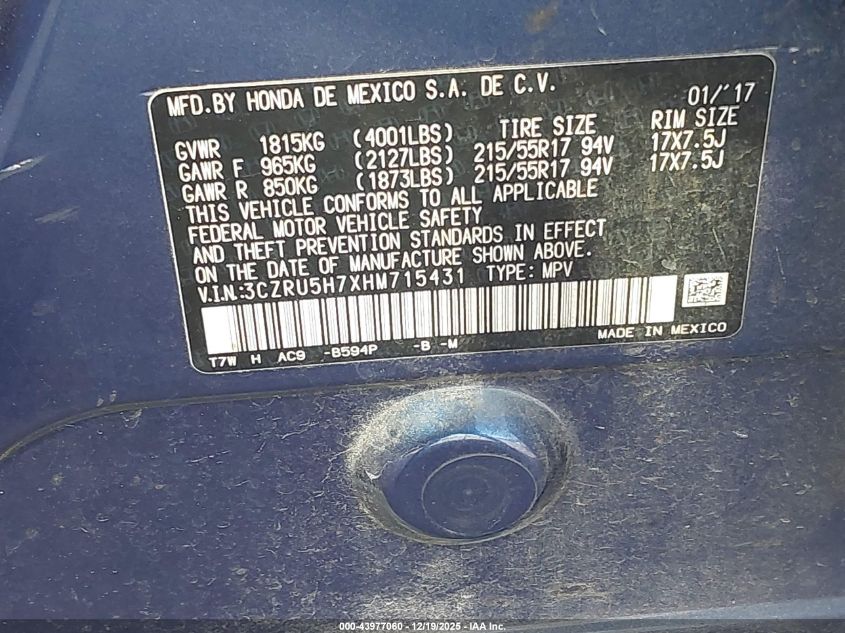 MFD.BY HONDA DE MEXICO S.A. DE C.V. 01/'17
TIRE SIZE RIM SIZE
GVWR 1815KG (4001LBS)
GAWR F 965KG (2127LBS) 215/55R17 94V 17X7.5J
GAWR R 850KG (1873LBS) 215/55R17 94V 17X7.5J
THIS VEHICLE CONFORMS TO ALL APPLICABLE
FEDERAL MOTOR VEHICLE SAFETY
AND THEFT PREVENTION STANDARDS IN EFFECT
ON THE DATE OF MANUFACTURE SHOWN ABOVE.
V.I.N.:3CZRU5H7XHM715431 TYPE: MPV
MADE IN MEXICO
T7W H AC9 -B594P -B -M
000-43977060 • 12/19/2025 - IAA Inc.